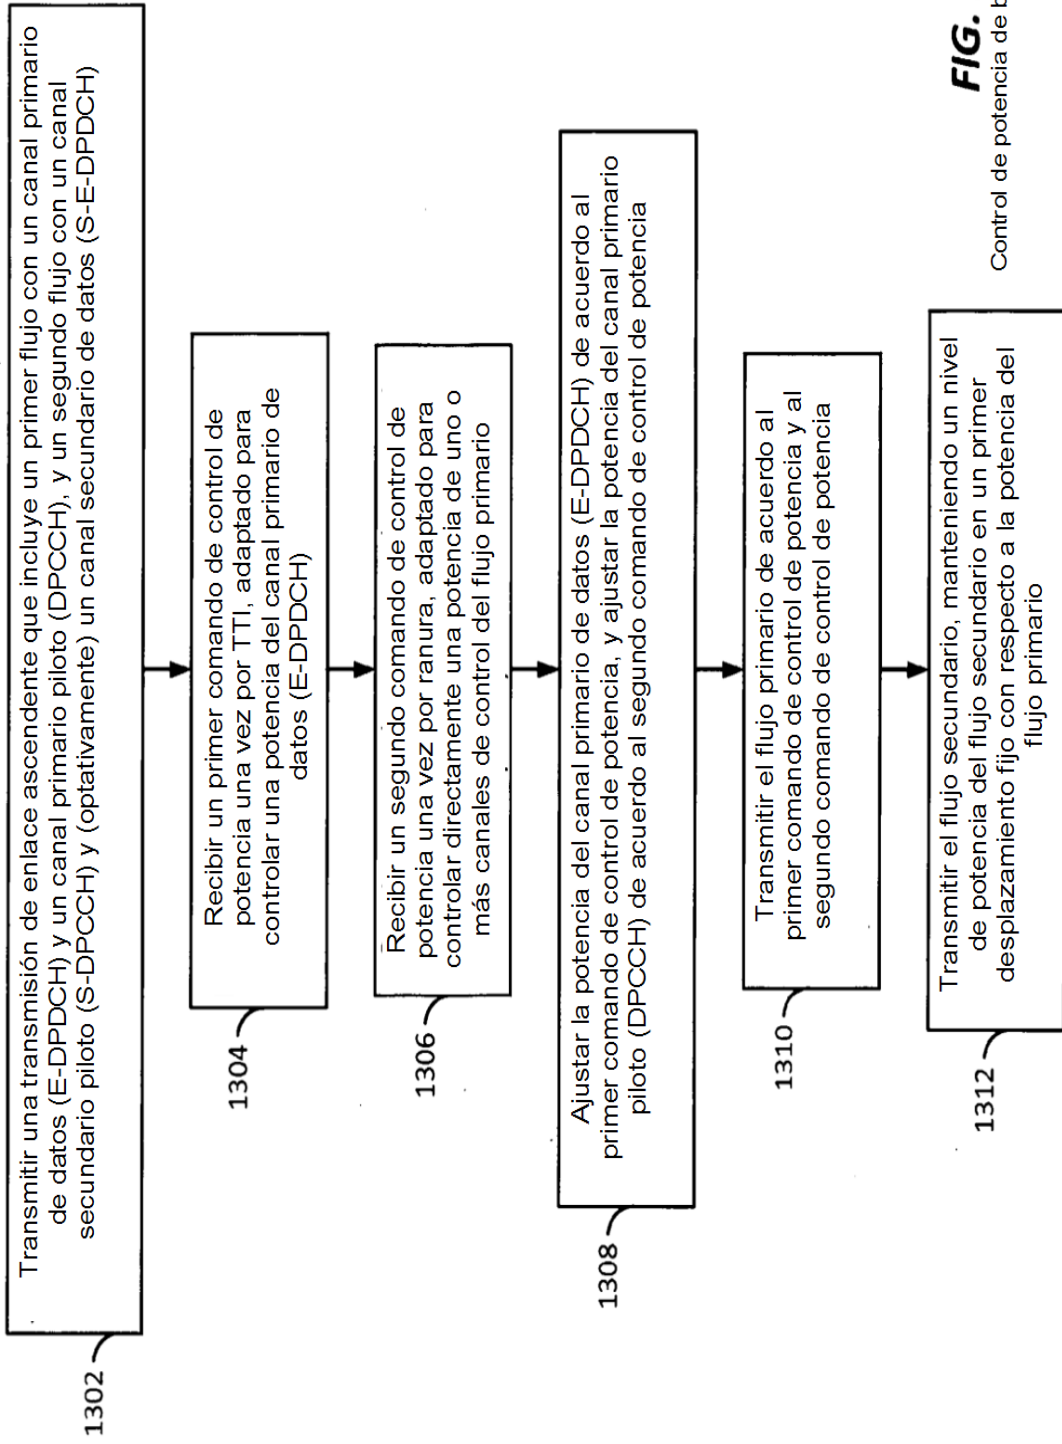 Transmitir una transmisión de enlace ascendente que incluye un primer flujo con un canal primario
de datos (E-DPDCH) y un canal primario piloto (DPCCH), y un segundo flujo con un canal
secundario piloto (S-DPCCH) y (optativamente) un canal secundario de datos (S-E-DPDCH)
1302
Recibir un primer comando de control de
potencia una vez por TTI, adaptado para
controlar una potencia del canal primario de
datos (E-DPDCH)
1304
Recibir un segundo comando de control de
potencia una vez por ranura, adaptado para
controlar directamente una potencia de uno o
más canales de control del flujo primario
1306
Ajustar la potencia del canal primario de datos (E-DPDCH) de acuerdo al
primer comando de control de potencia, y ajustar la potencia del canal primario
piloto (DPCCH) de acuerdo al segundo comando de control de potencia
1308
Transmitir el flujo primario de acuerdo al
primer comando de control de potencia y al
segundo comando de control de potencia
1310
Transmitir el flujo secundario, manteniendo un nivel
de potencia del flujo secundario en un primer
desplazamiento fijo con respecto a la potencia del
flujo primario
1312
FIG.
Control de potencia de